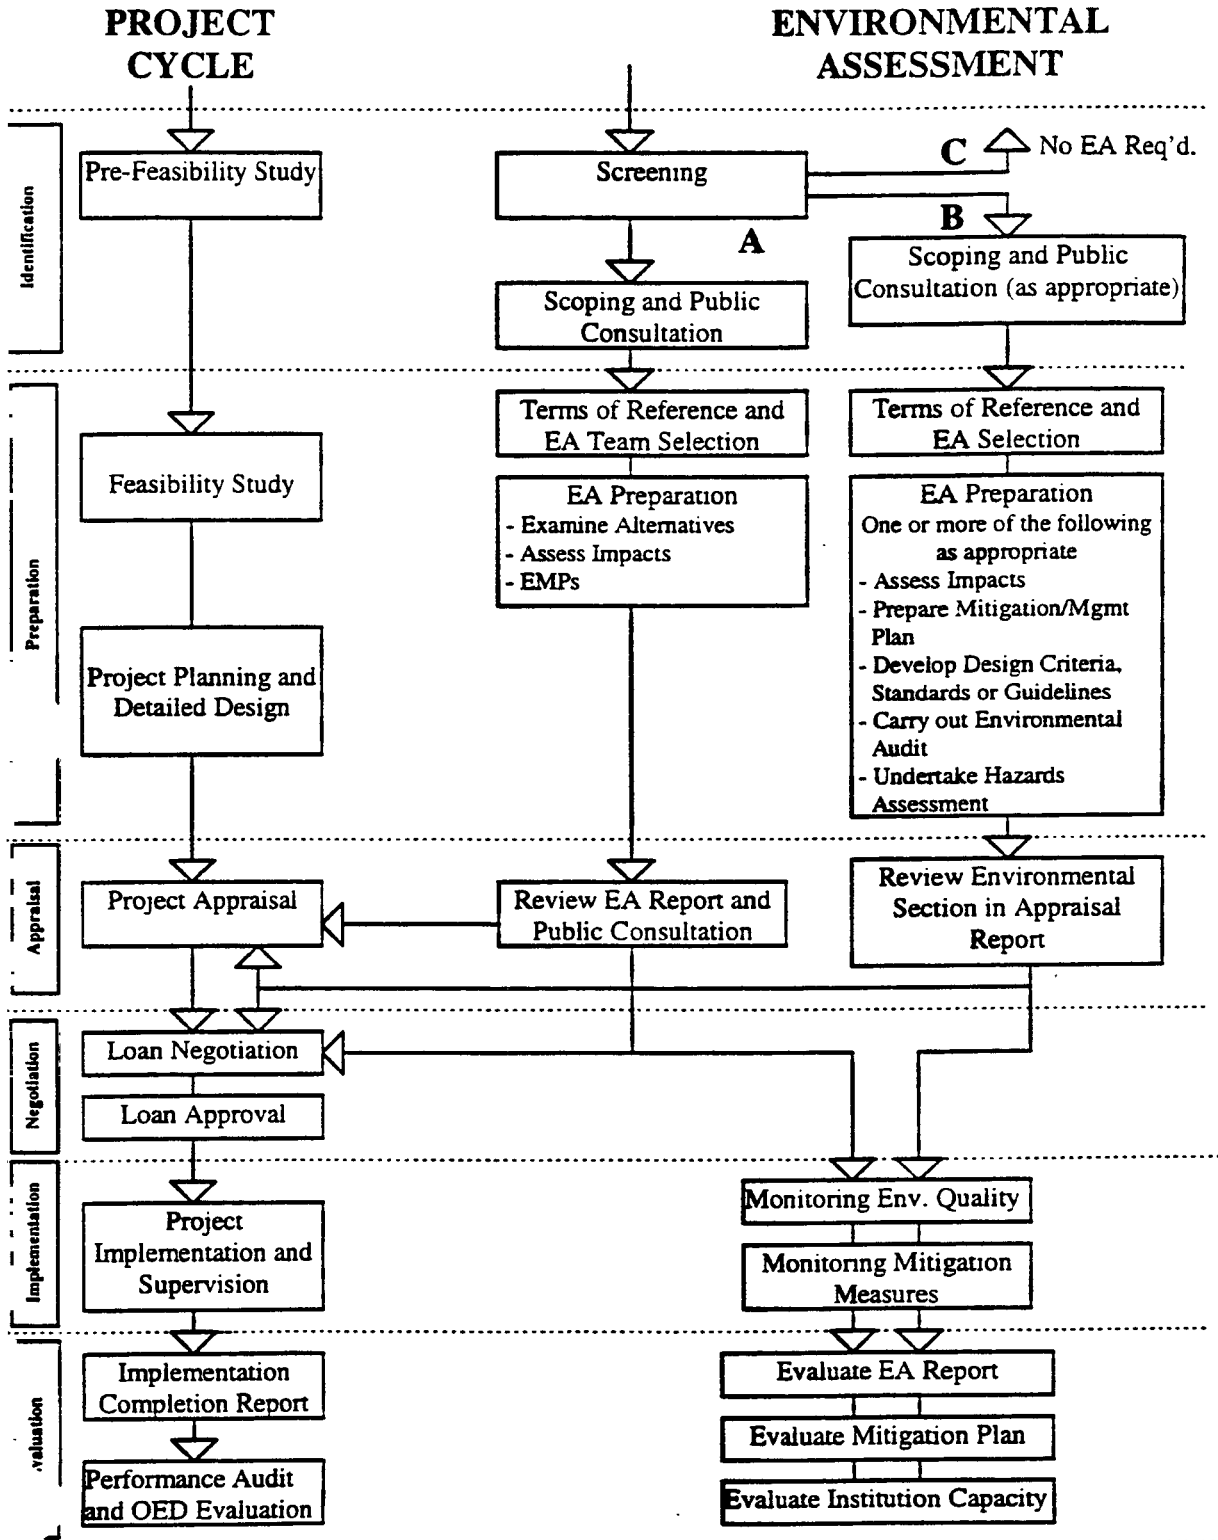 PROJECT
CYCLE
ENVIRONMENTAL
ASSESSMENT
Identification
Pre-Feasibility Study
Screening
C
No EA Req'd.
B
A
Scoping and Public
Consultation
Scoping and Public
Consultation (as appropriate)
Preparation
Feasibility Study
Project Planning and
Detailed Design
Terms of Reference and
EA Team Selection
EA Preparation
- Examine Alternatives
- Assess Impacts
- EMPs
Terms of Reference and
EA Selection
EA Preparation
One or more of the following
as appropriate
- Assess Impacts
- Prepare Mitigation/Mgmt
Plan
- Develop Design Criteria,
Standards or Guidelines
- Carry out Environmental
Audit
- Undertake Hazards
Assessment
Appraisal
Project Appraisal
Review EA Report and
Public Consultation
Review Environmental
Section in Appraisal
Report
Negotiation
Loan Negotiation
Loan Approval
Implementation
Project
Implementation and
Supervision
Monitoring Env. Quality
Monitoring Mitigation
Measures
valuation
Implementation
Completion Report
Performance Audit
and OED Evaluation
Evaluate EA Report
Evaluate Mitigation Plan
Evaluate Institution Capacity